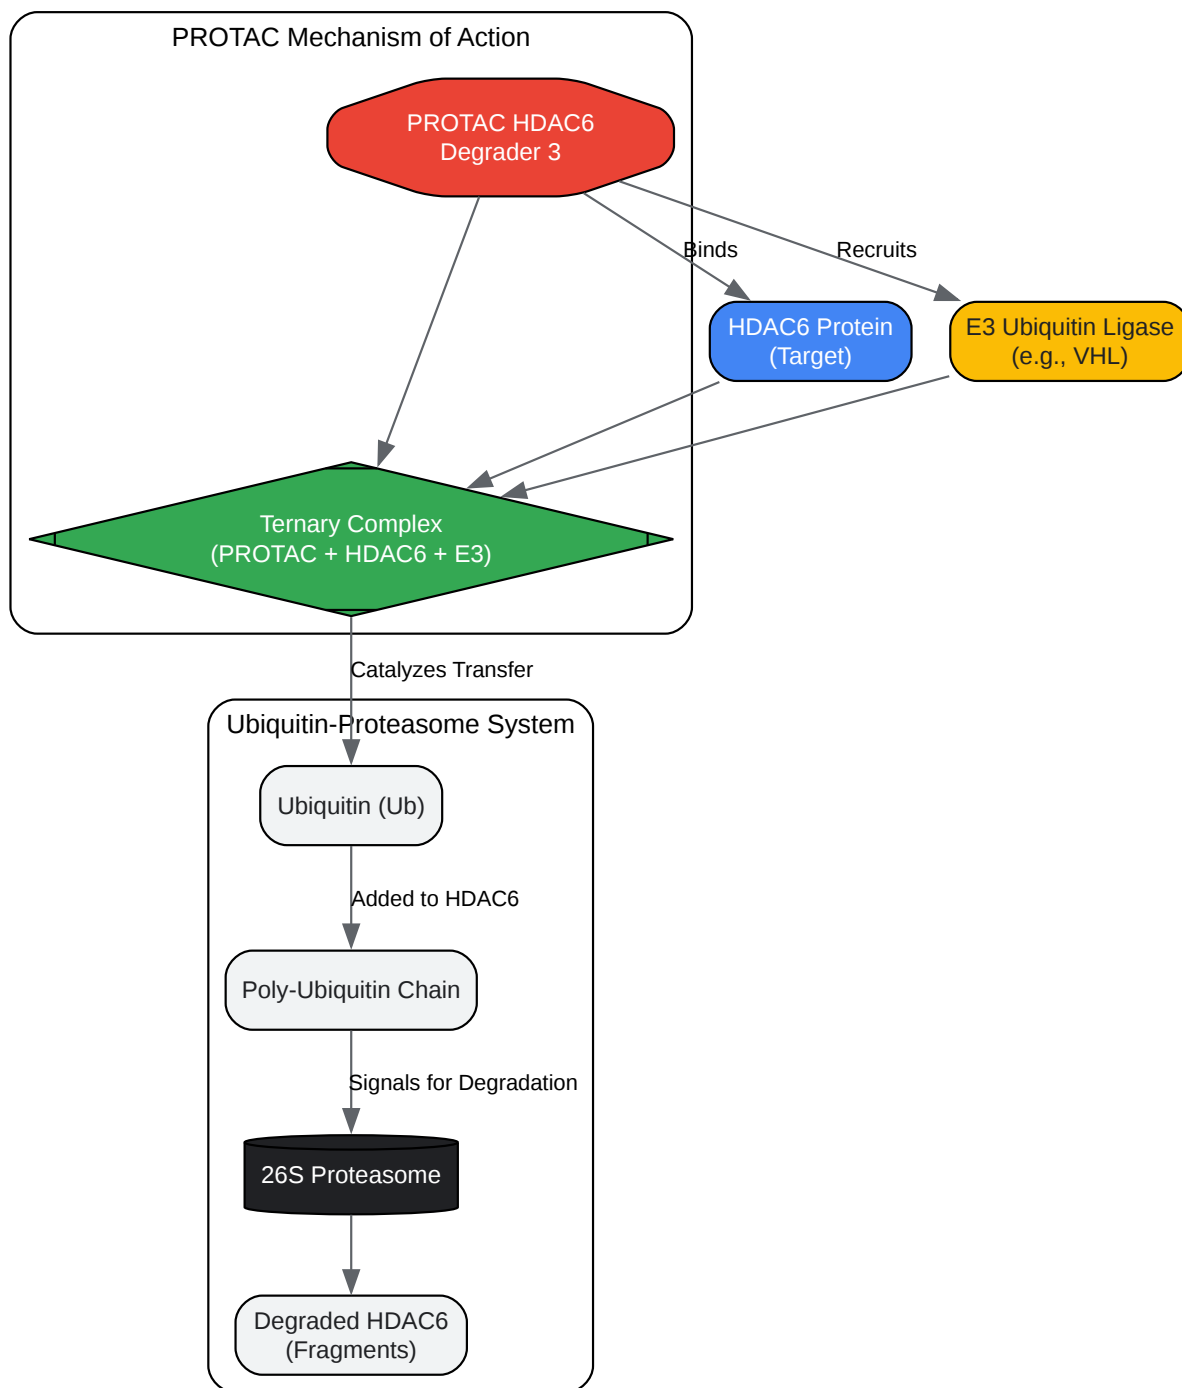 PROTAC Mechanism of Action
PROTAC HDAC6
Degrader 3
Binds
Recruits
HDAC6 Protein
(Target)
E3 Ubiquitin Ligase
(e.g., VHL)
Ternary Complex
(PROTAC + HDAC6 + E3)
Catalyzes Transfer
Ubiquitin-Proteasome System
Ubiquitin (Ub)
Added to HDAC6
Poly-Ubiquitin Chain
Signals for Degradation
26S Proteasome
Degraded HDAC6
(Fragments)